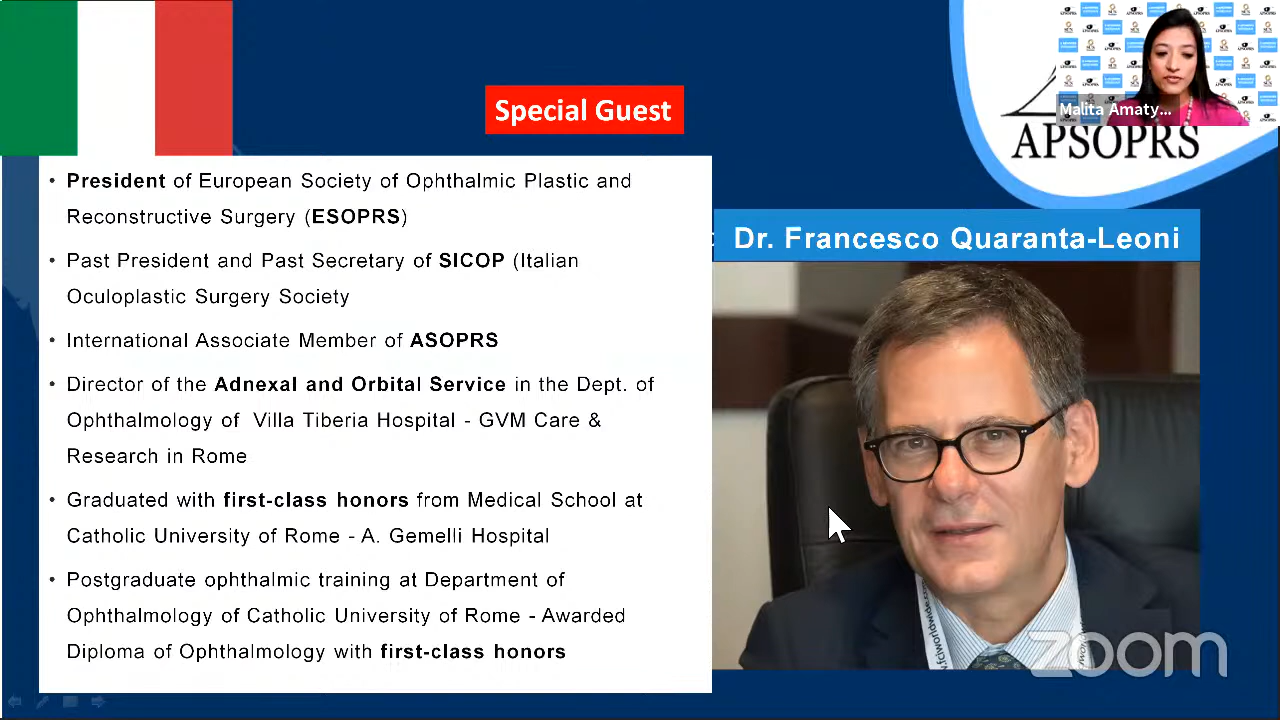 Special Guest
Malita Amaty...
APSOPRS
• President of European Society of Ophthalmic Plastic and
Reconstructive Surgery (ESOPRS)
• Past President and Past Secretary of SICOP (Italian
Oculoplastic Surgery Society
• International Associate Member of ASOPRS
• Director of the Adnexal and Orbital Service in the Dept. of
Ophthalmology of Villa Tiberia Hospital - GVM Care &
Research in Rome
• Graduated with first-class honors from Medical School at
Catholic University of Rome - A. Gemelli Hospital
• Postgraduate ophthalmic training at Department of
Ophthalmology of Catholic University of Rome - Awarded
Diploma of Ophthalmology with first-class honors
Dr. Francesco Quaranta-Leoni
zoom